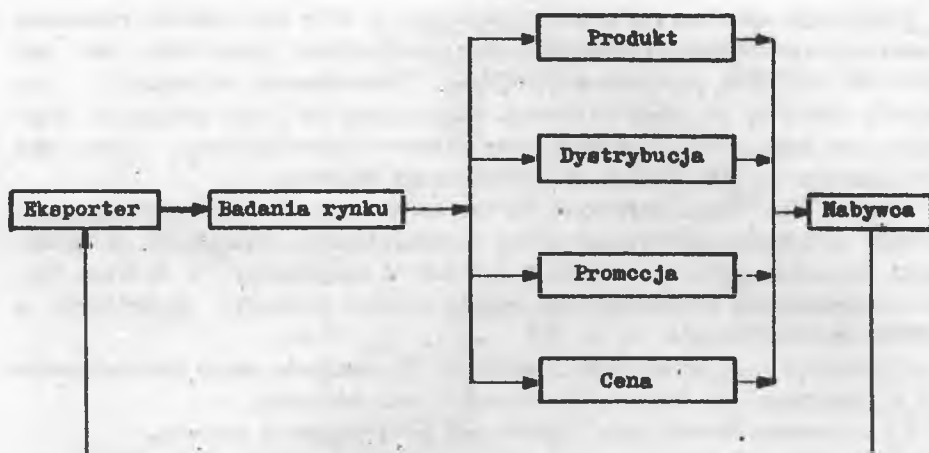 Produkt
Dystrybucja
Eksporter
Badania rynku
Nabywca
Promocja
Cena